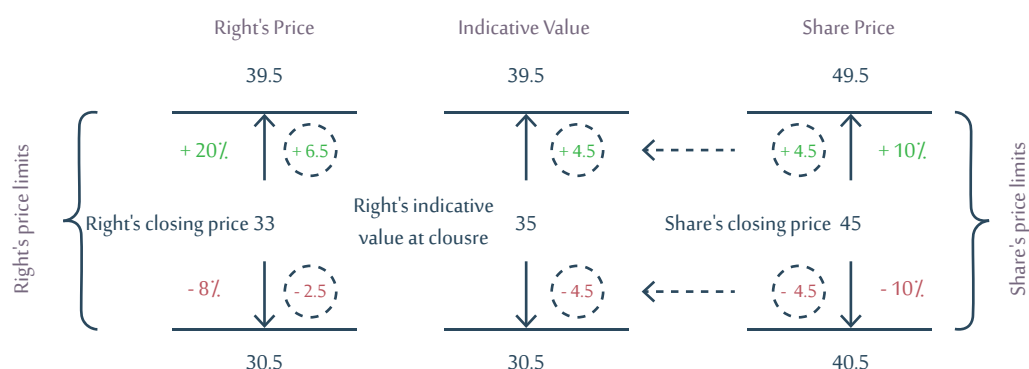 Right's Price
Indicative Value
Share Price
39.5
39.5
49.5
Right's price limits
+ 20%
+ 6.5
+ 4.5
+ 4.5
+ 10%
Share's price limits
Right's closing price 33
Right's indicative
value at clousre
35
Share's closing price 45
- 8%
- 2.5
- 4.5
- 4.5
- 10%
30.5
30.5
40.5